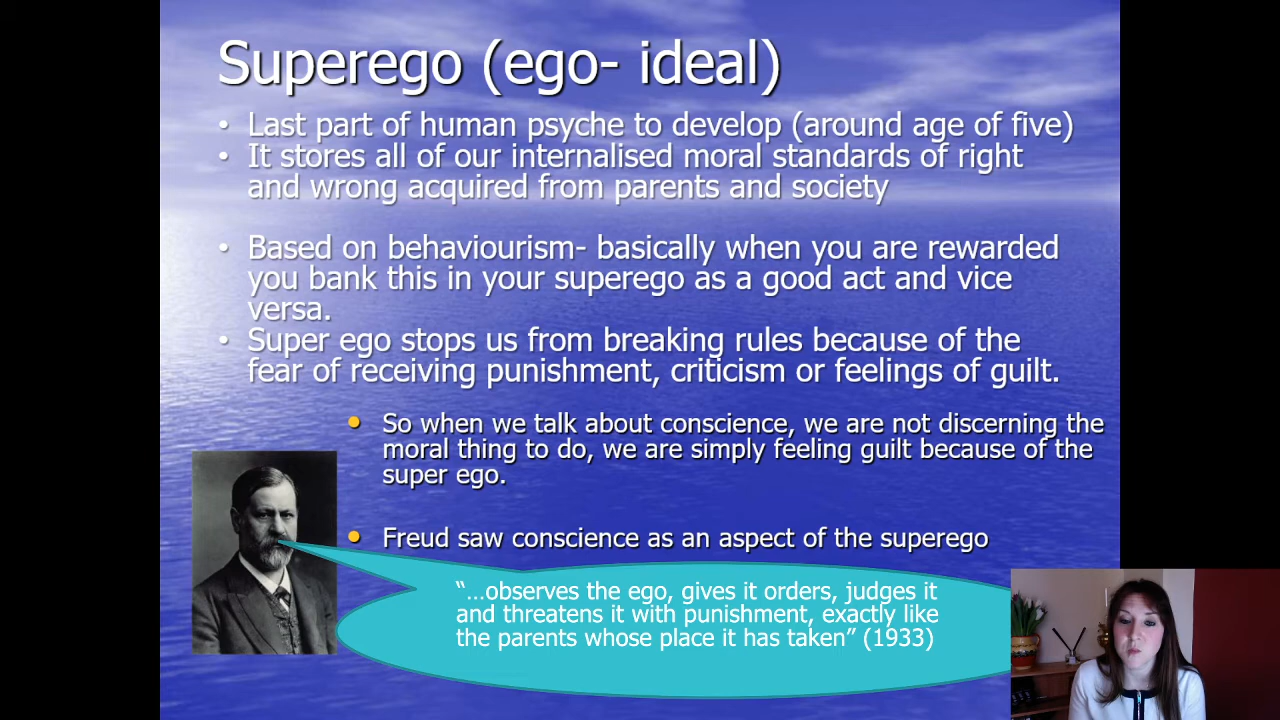 Superego (ego- ideal)
• Last part of human psyche to develop (around age of five)
• It stores all of our internalised moral standards of right
and wrong acquired from parents and society
• Based on behaviourism- basically when you are rewarded
you bank this in your superego as a good act and vice
versa.
• Super ego stops us from breaking rules because of the
fear of receiving punishment, criticism or feelings of guilt.
• So when we talk about conscience, we are not discerning the
moral thing to do, we are simply feeling guilt because of the
super ego.
• Freud saw conscience as an aspect of the superego
“…observes the ego, gives it orders, judges it
and threatens it with punishment, exactly like
the parents whose place it has taken” (1933)